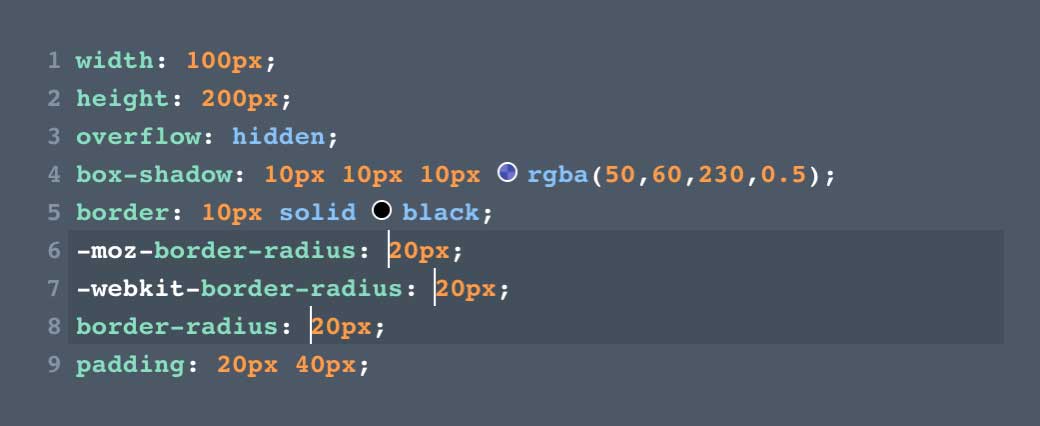 1 width: 100px;
2 height: 200px;
3 overflow: hidden;
4 box-shadow: 10px 10px 10px rgba(50,60,230,0.5);
5 border: 10px solid black;
6 -moz-border-radius: 20px;
7 -webkit-border-radius: 20px;
8 border-radius: 20px;
9 padding: 20px 40px;